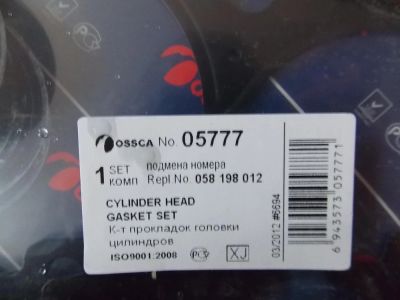 OSSCA No. 05777
1 SET КОМП
подмена номера
Repl No. 058 198 012
CYLINDER HEAD
GASKET SET
К-т прокладок головки
цилиндров
ISO9001:2008
XJ
03/2012 #6694
6 943573 057771